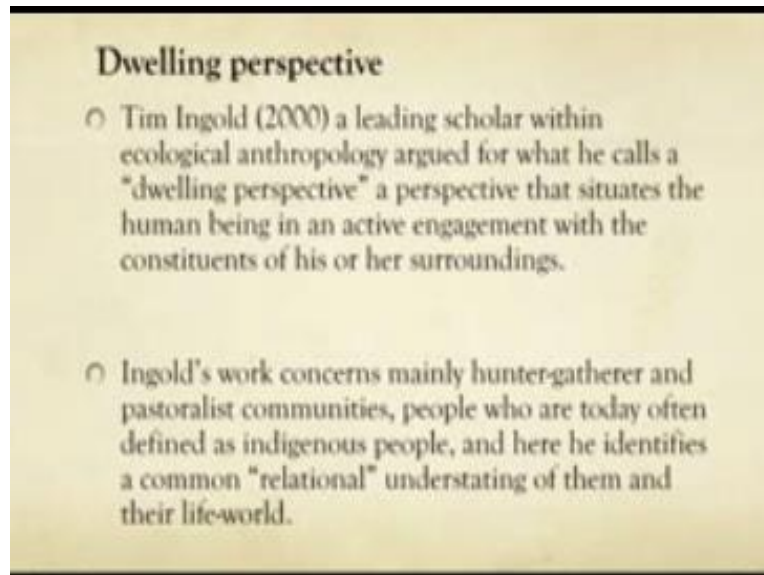 Dwelling perspective
Tim Ingold (2000) a leading scholar within
ecological anthropology argued for what he calls a
"dwelling perspective" a perspective that situates the
human being in an active engagement with the
constituents of his or her surroundings.
Ingold's work concerns mainly hunter-gatherer and
pastoralist communities, people who are today often
defined as indigenous people, and here he identifies
a common "relational" understating of them and
their life-world.